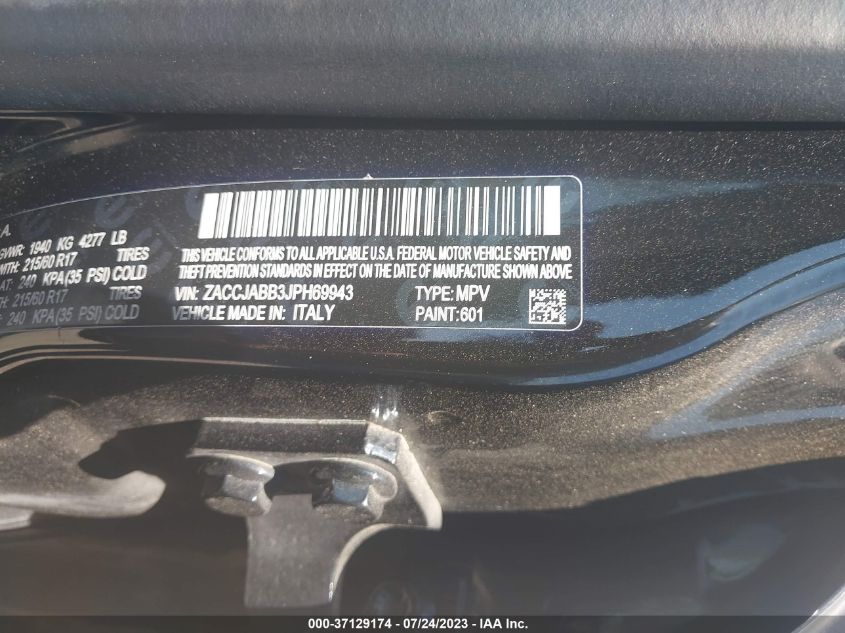 A.
GVWR: 1940 KG 4277 LB
WITH: 215/60 R17 TIRES
AT: 240 KPA(35 PSI) COLD
TH: 215/60 R17 TIRES
: 240 KPA(35 PSI) COLD
THIS VEHICLE CONFORMS TO ALL APPLICABLE U.S.A. FEDERAL MOTOR VEHICLE SAFETY AND
THEFT PREVENTION STANDARDS IN EFFECT ON THE DATE OF MANUFACTURE SHOWN ABOVE.
VIN: ZACCJABB3JPH69943 TYPE: MPV
VEHICLE MADE IN: ITALY PAINT: 601
000-37129174 - 07/24/2023 - IAA Inc.